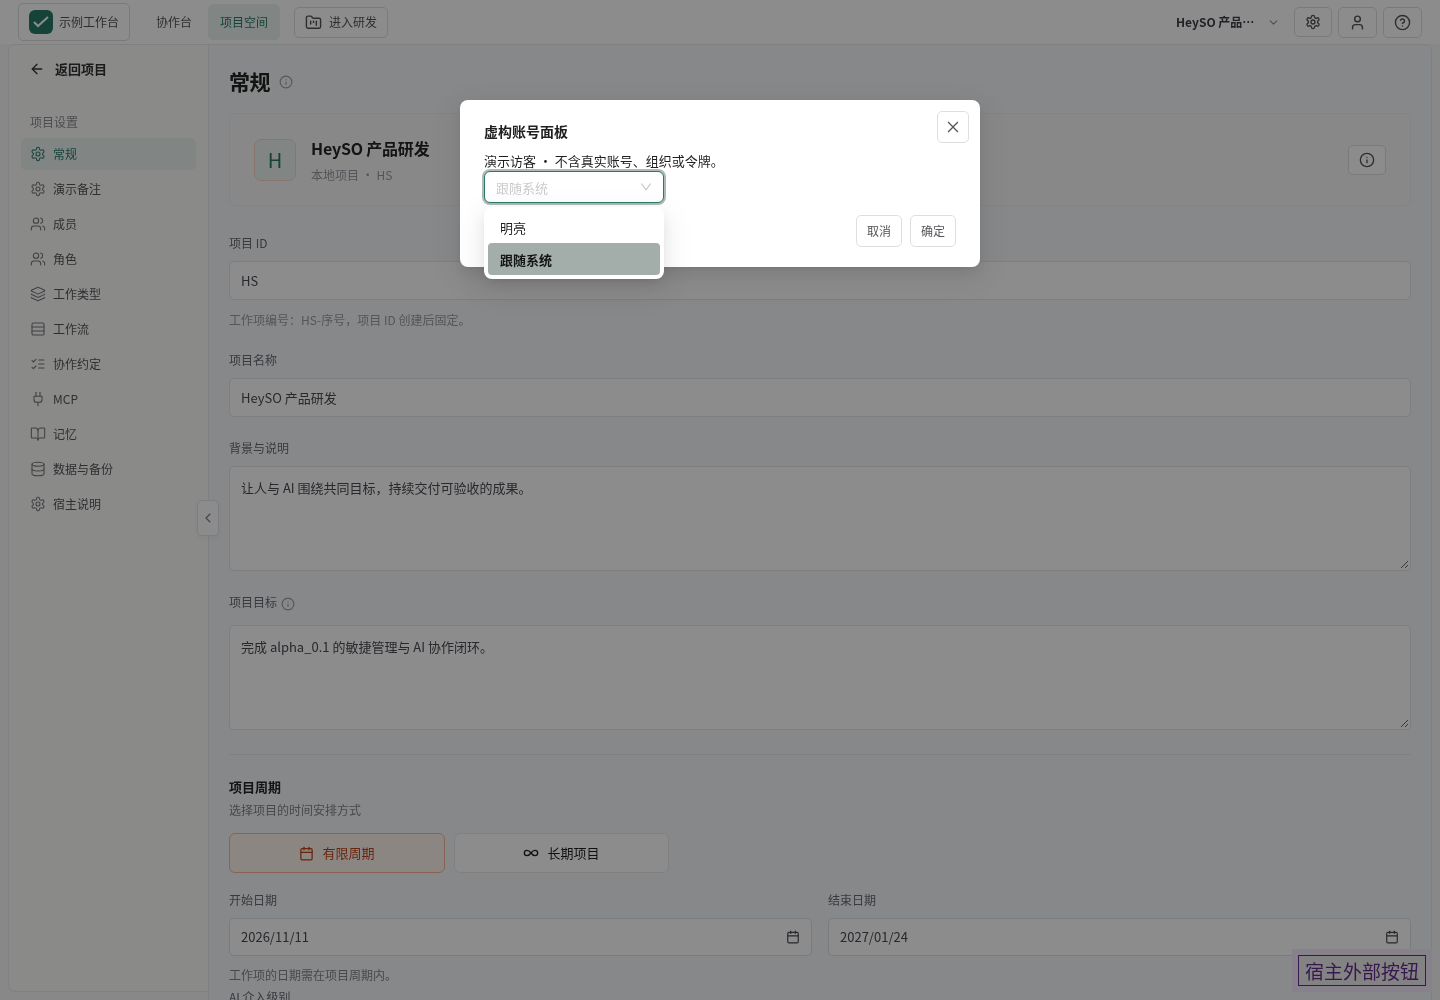 示例工作台
协作台
项目空间
进入研发
HeySO 产品···
返回项目
项目设置
常规
演示备注
成员
角色
工作类型
工作流
协作约定
MCP
记忆
数据与备份
宿主说明
常规
H
HeySO 产品研发
本地项目 · HS
虚构账号面板
演示访客 · 不含真实账号、组织或令牌。
跟随系统
明亮
跟随系统
取消
确定
项目 ID
HS
工作项编号：HS-序号，项目 ID 创建后固定。
项目名称
HeySO 产品研发
背景与说明
让人与 AI 围绕共同目标，持续交付可验收的成果。
项目目标
完成 alpha_0.1 的敏捷管理与 AI 协作闭环。
项目周期
选择项目的时间安排方式
有限周期
长期项目
开始日期
结束日期
2026/11/11
2027/01/24
工作项的日期需在项目周期内。
AI 介入级别
宿主外部按钮